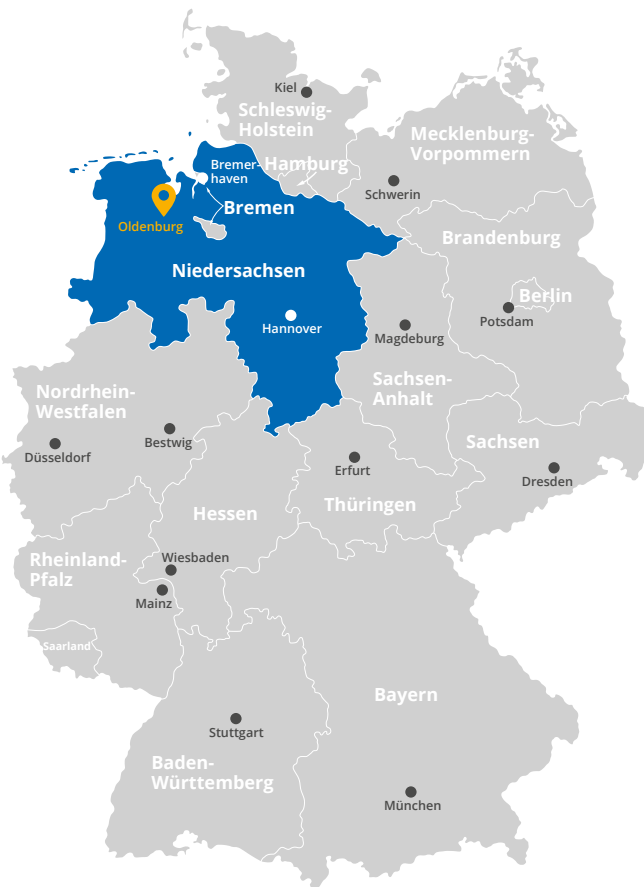 Kiel
Schleswig-
Holstein
Mecklenburg-
Vorpommern
Hamburg
Bremer-
haven
Schwerin
Bremen
Oldenburg
Brandenburg
Niedersachsen
Berlin
Potsdam
Hannover
Magdeburg
Sachsen-
Anhalt
Nordrhein-
Westfalen
Bestwig
Düsseldorf
Sachsen
Dresden
Erfurt
Thüringen
Hessen
Rheinland-
Pfalz
Wiesbaden
Mainz
Saarland
Bayern
Stuttgart
Baden-
Württemberg
München